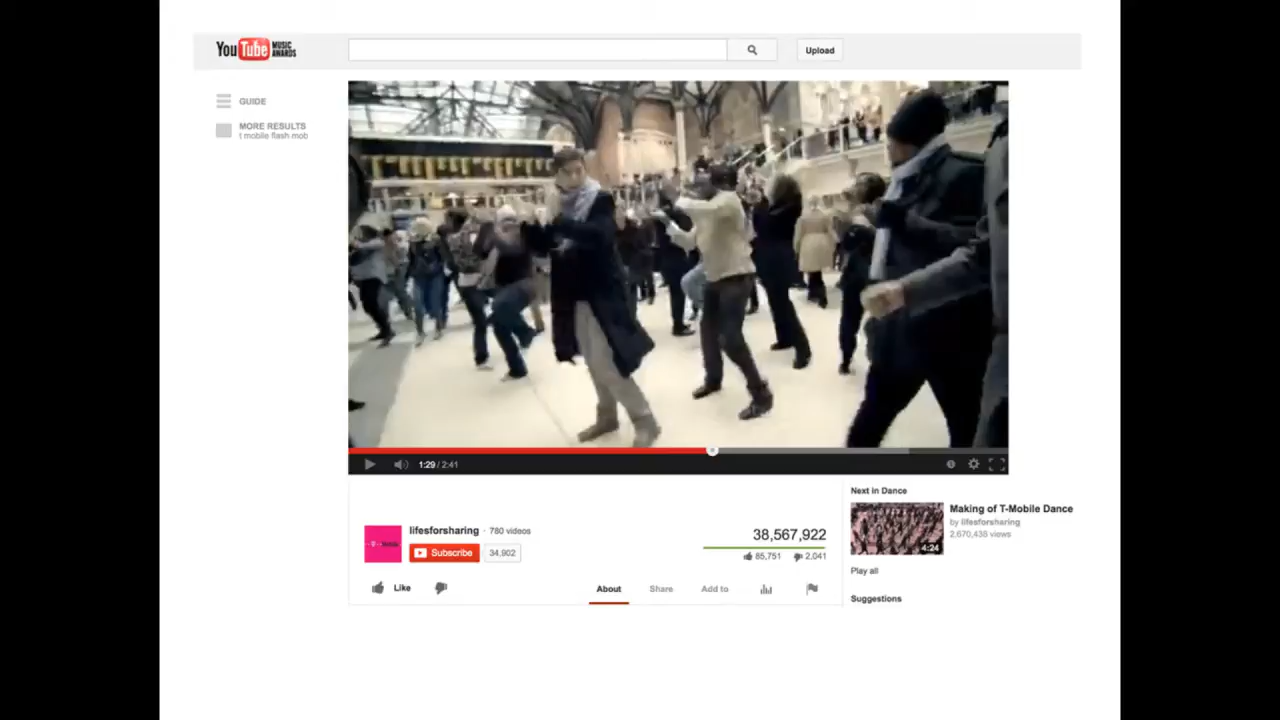 YouTube MUSIC AWARDS
Upload
GUIDE
MORE RESULTS
t mobile flash mob
1:29 / 2:41
lifesforsharing · 780 videos
Subscribe 34,902
38,567,922
85,751 2,041
Like
About Share Add to
Next in Dance
Making of T-Mobile Dance
by lifesforsharing
2,670,438 views
4:24
Play all
Suggestions